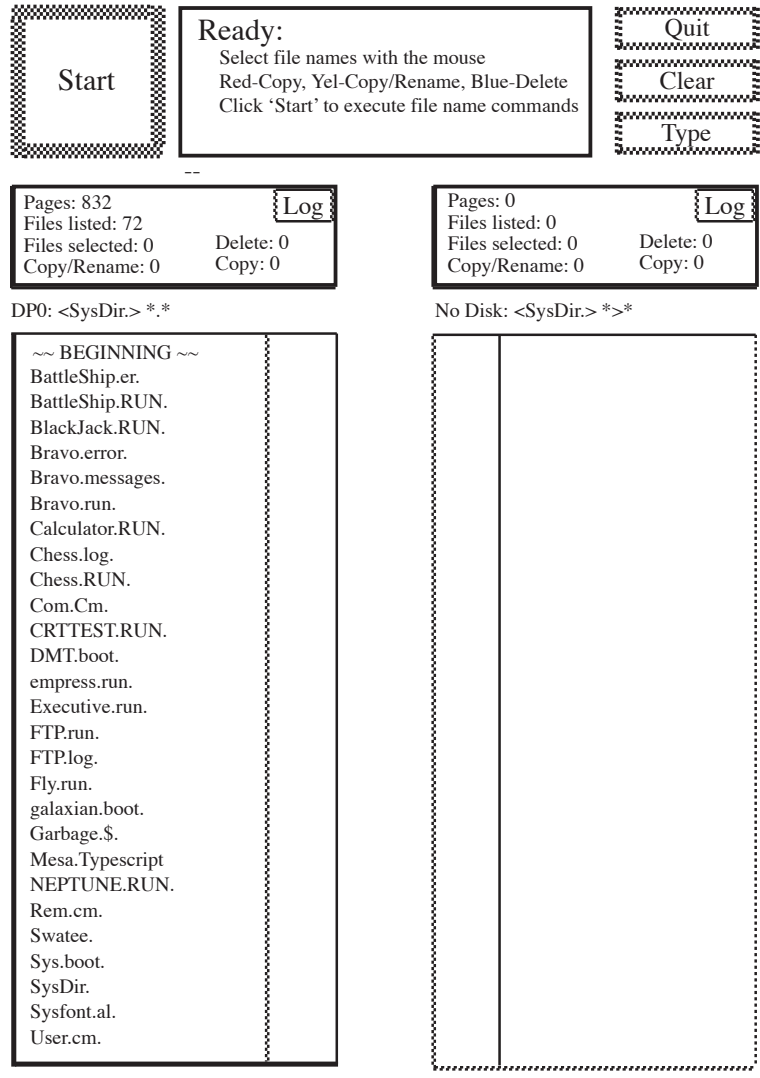 Start
Ready:
Select file names with the mouse
Red-Copy, Yel-Copy/Rename, Blue-Delete
Click ‘Start’ to execute file name commands
Quit
Clear
Type
--
Pages: 832
Log
Files listed: 72
Files selected: 0 Delete: 0
Copy/Rename: 0 Copy: 0
Pages: 0
Log
Files listed: 0
Files selected: 0 Delete: 0
Copy/Rename: 0 Copy: 0
DP0: <SysDir.> *.*
No Disk: <SysDir.> *>*
~~ BEGINNING ~~
BattleShip.er.
BattleShip.RUN.
BlackJack.RUN.
Bravo.error.
Bravo.messages.
Bravo.run.
Calculator.RUN.
Chess.log.
Chess.RUN.
Com.Cm.
CRTTEST.RUN.
DMT.boot.
empress.run.
Executive.run.
FTP.run.
FTP.log.
Fly.run.
galaxian.boot.
Garbage.$.
Mesa.Typescript
NEPTUNE.RUN.
Rem.cm.
Swatee.
Sys.boot.
SysDir.
Sysfont.al.
User.cm.